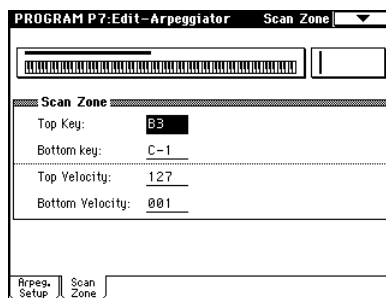 PROGRAM P7:Edit-Arpeggiator Scan Zone
Scan Zone
Top Key: B3
Bottom key: C-1
Top Velocity: 127
Bottom Velocity: 001
Arpeg. Setup
Scan Zone